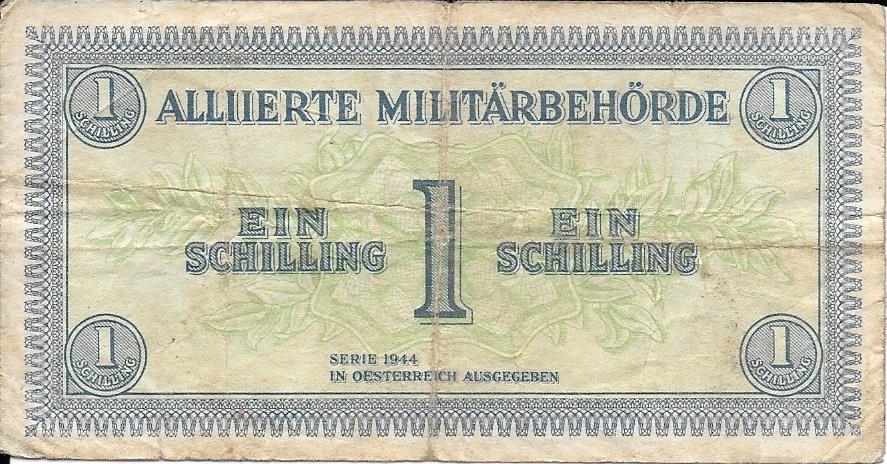 1 SCHILLING
ALLIIERTE MILITÄRBEHÖRDE
1 SCHILLING
EIN SCHILLING
1
EIN SCHILLING
1 SCHILLING
SERIE 1944
IN OESTERREICH AUSGEGEBEN
1 SCHILLING